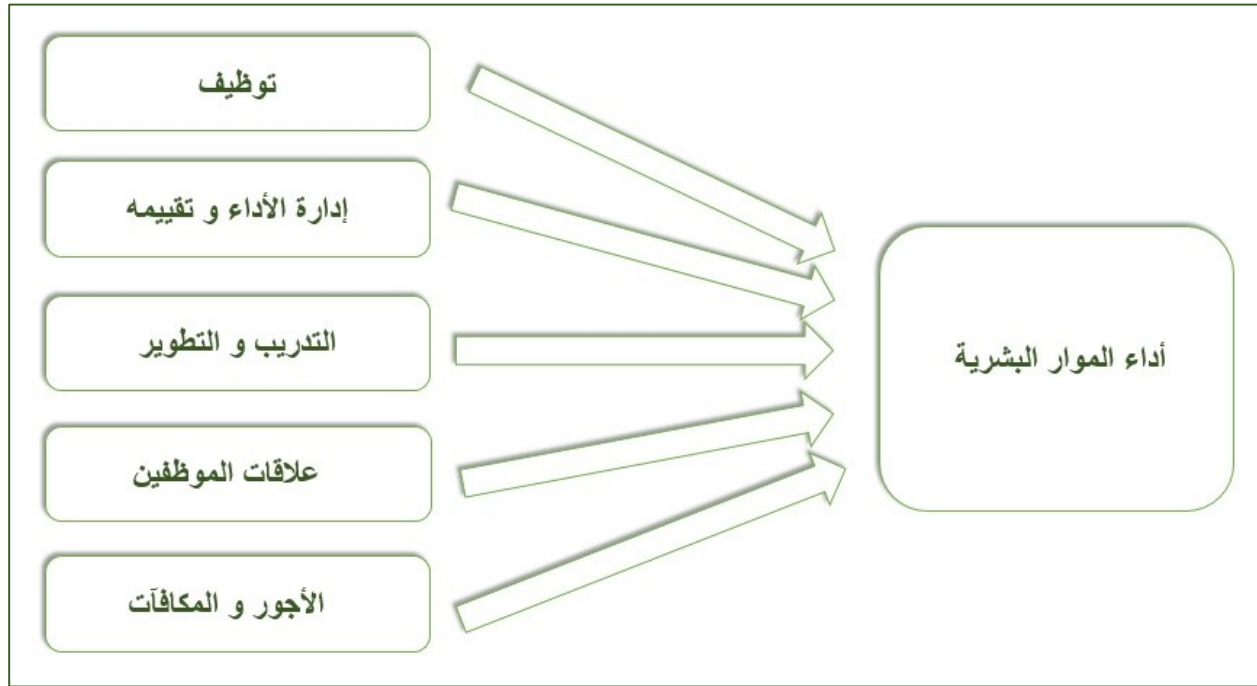 توظيف
إدارة الأداء و تقييمه
التدريب و التطوير
علاقات الموظفين
الأجور و المكافآت
أداء الموار البشرية